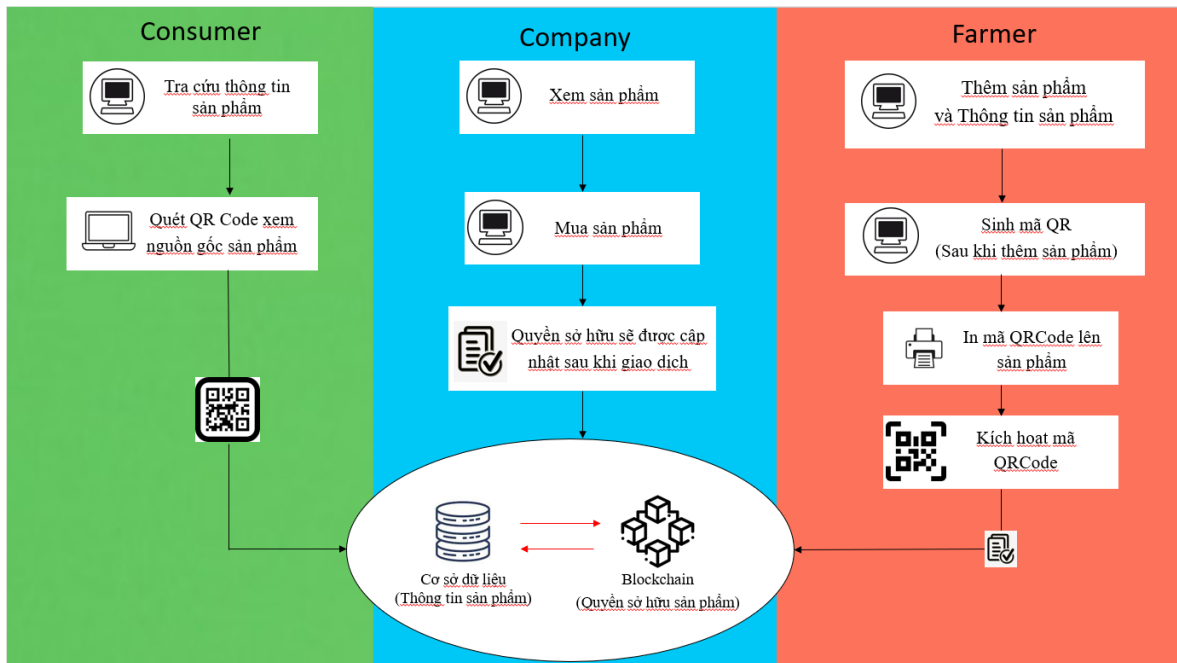 Consumer
Tra cứu thông tin
sản phẩm
Quét QR Code xem
nguồn gốc sản phẩm
Company
Xem sản phẩm
Mua sản phẩm
Quyền sở hữu sẽ được cập
nhật sau khi giao dịch
Farmer
Thêm sản phẩm
và Thông tin sản phẩm
Sinh mã QR
(Sau khi thêm sản phẩm)
In mã QRCode lên
sản phẩm
Kích hoạt mã
QRCode
Cơ sở dữ liệu
(Thông tin sản phẩm)
Blockchain
(Quyền sở hữu sản phẩm)